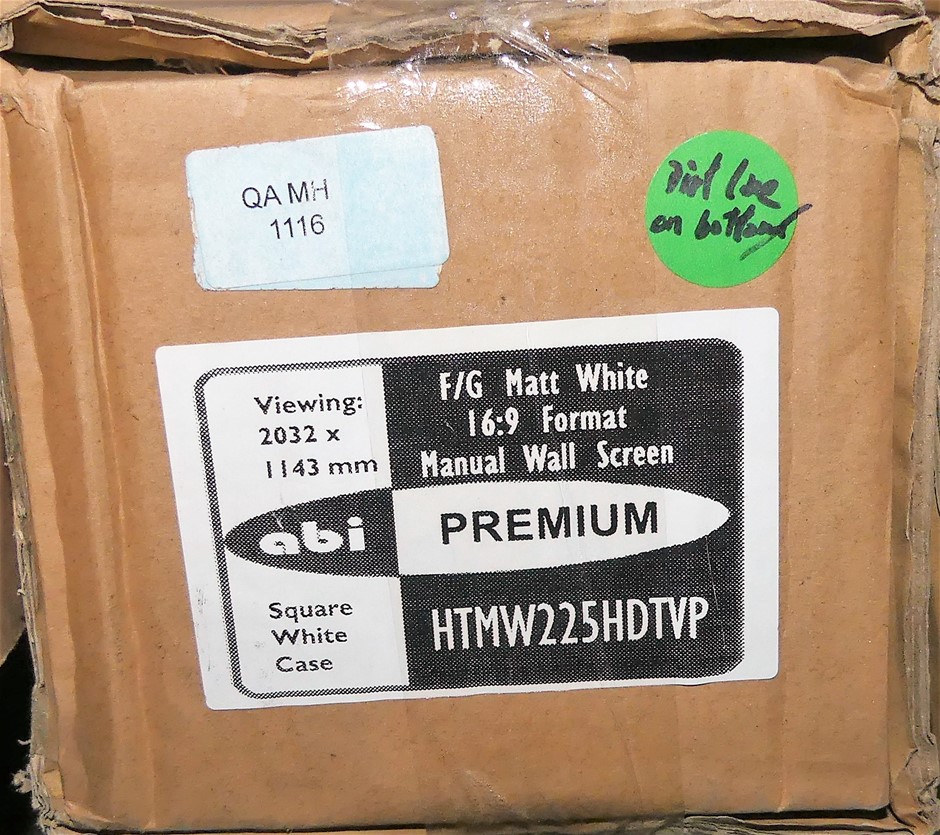 QA MH
1116
Dirt line
on bottom
Viewing:
2032 x
1143 mm
F/G Matt White
16:9 Format
Manual Wall Screen
abi
PREMIUM
Square
White
Case
HTMW225HDTVP